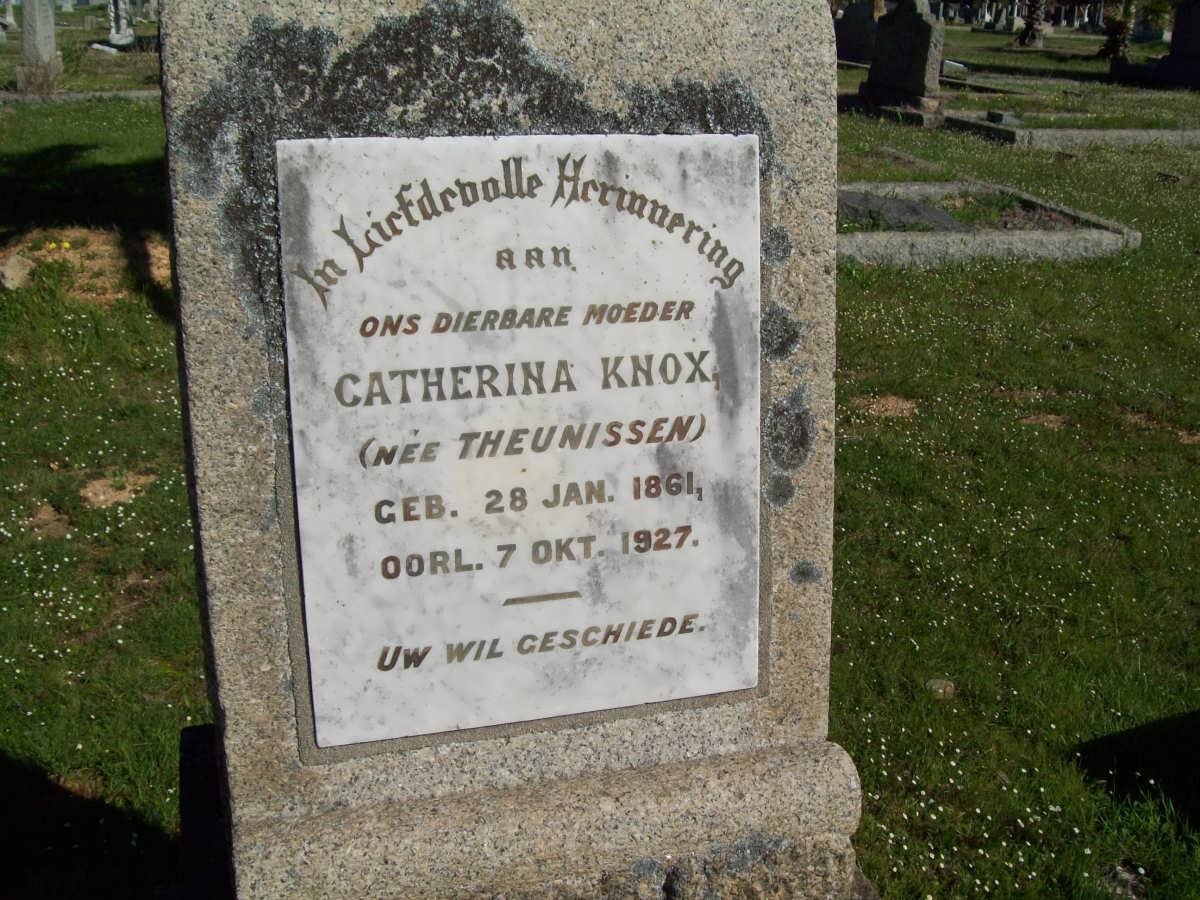 In Liefdevolle Herinnering
AAN
ONS DIERBARE MOEDER
CATHERINA KNOX,
(NÉE THEUNISSEN)
GEB. 28 JAN. 1861,
OORL. 7 OKT. 1927.
UW WIL GESCHIEDE.